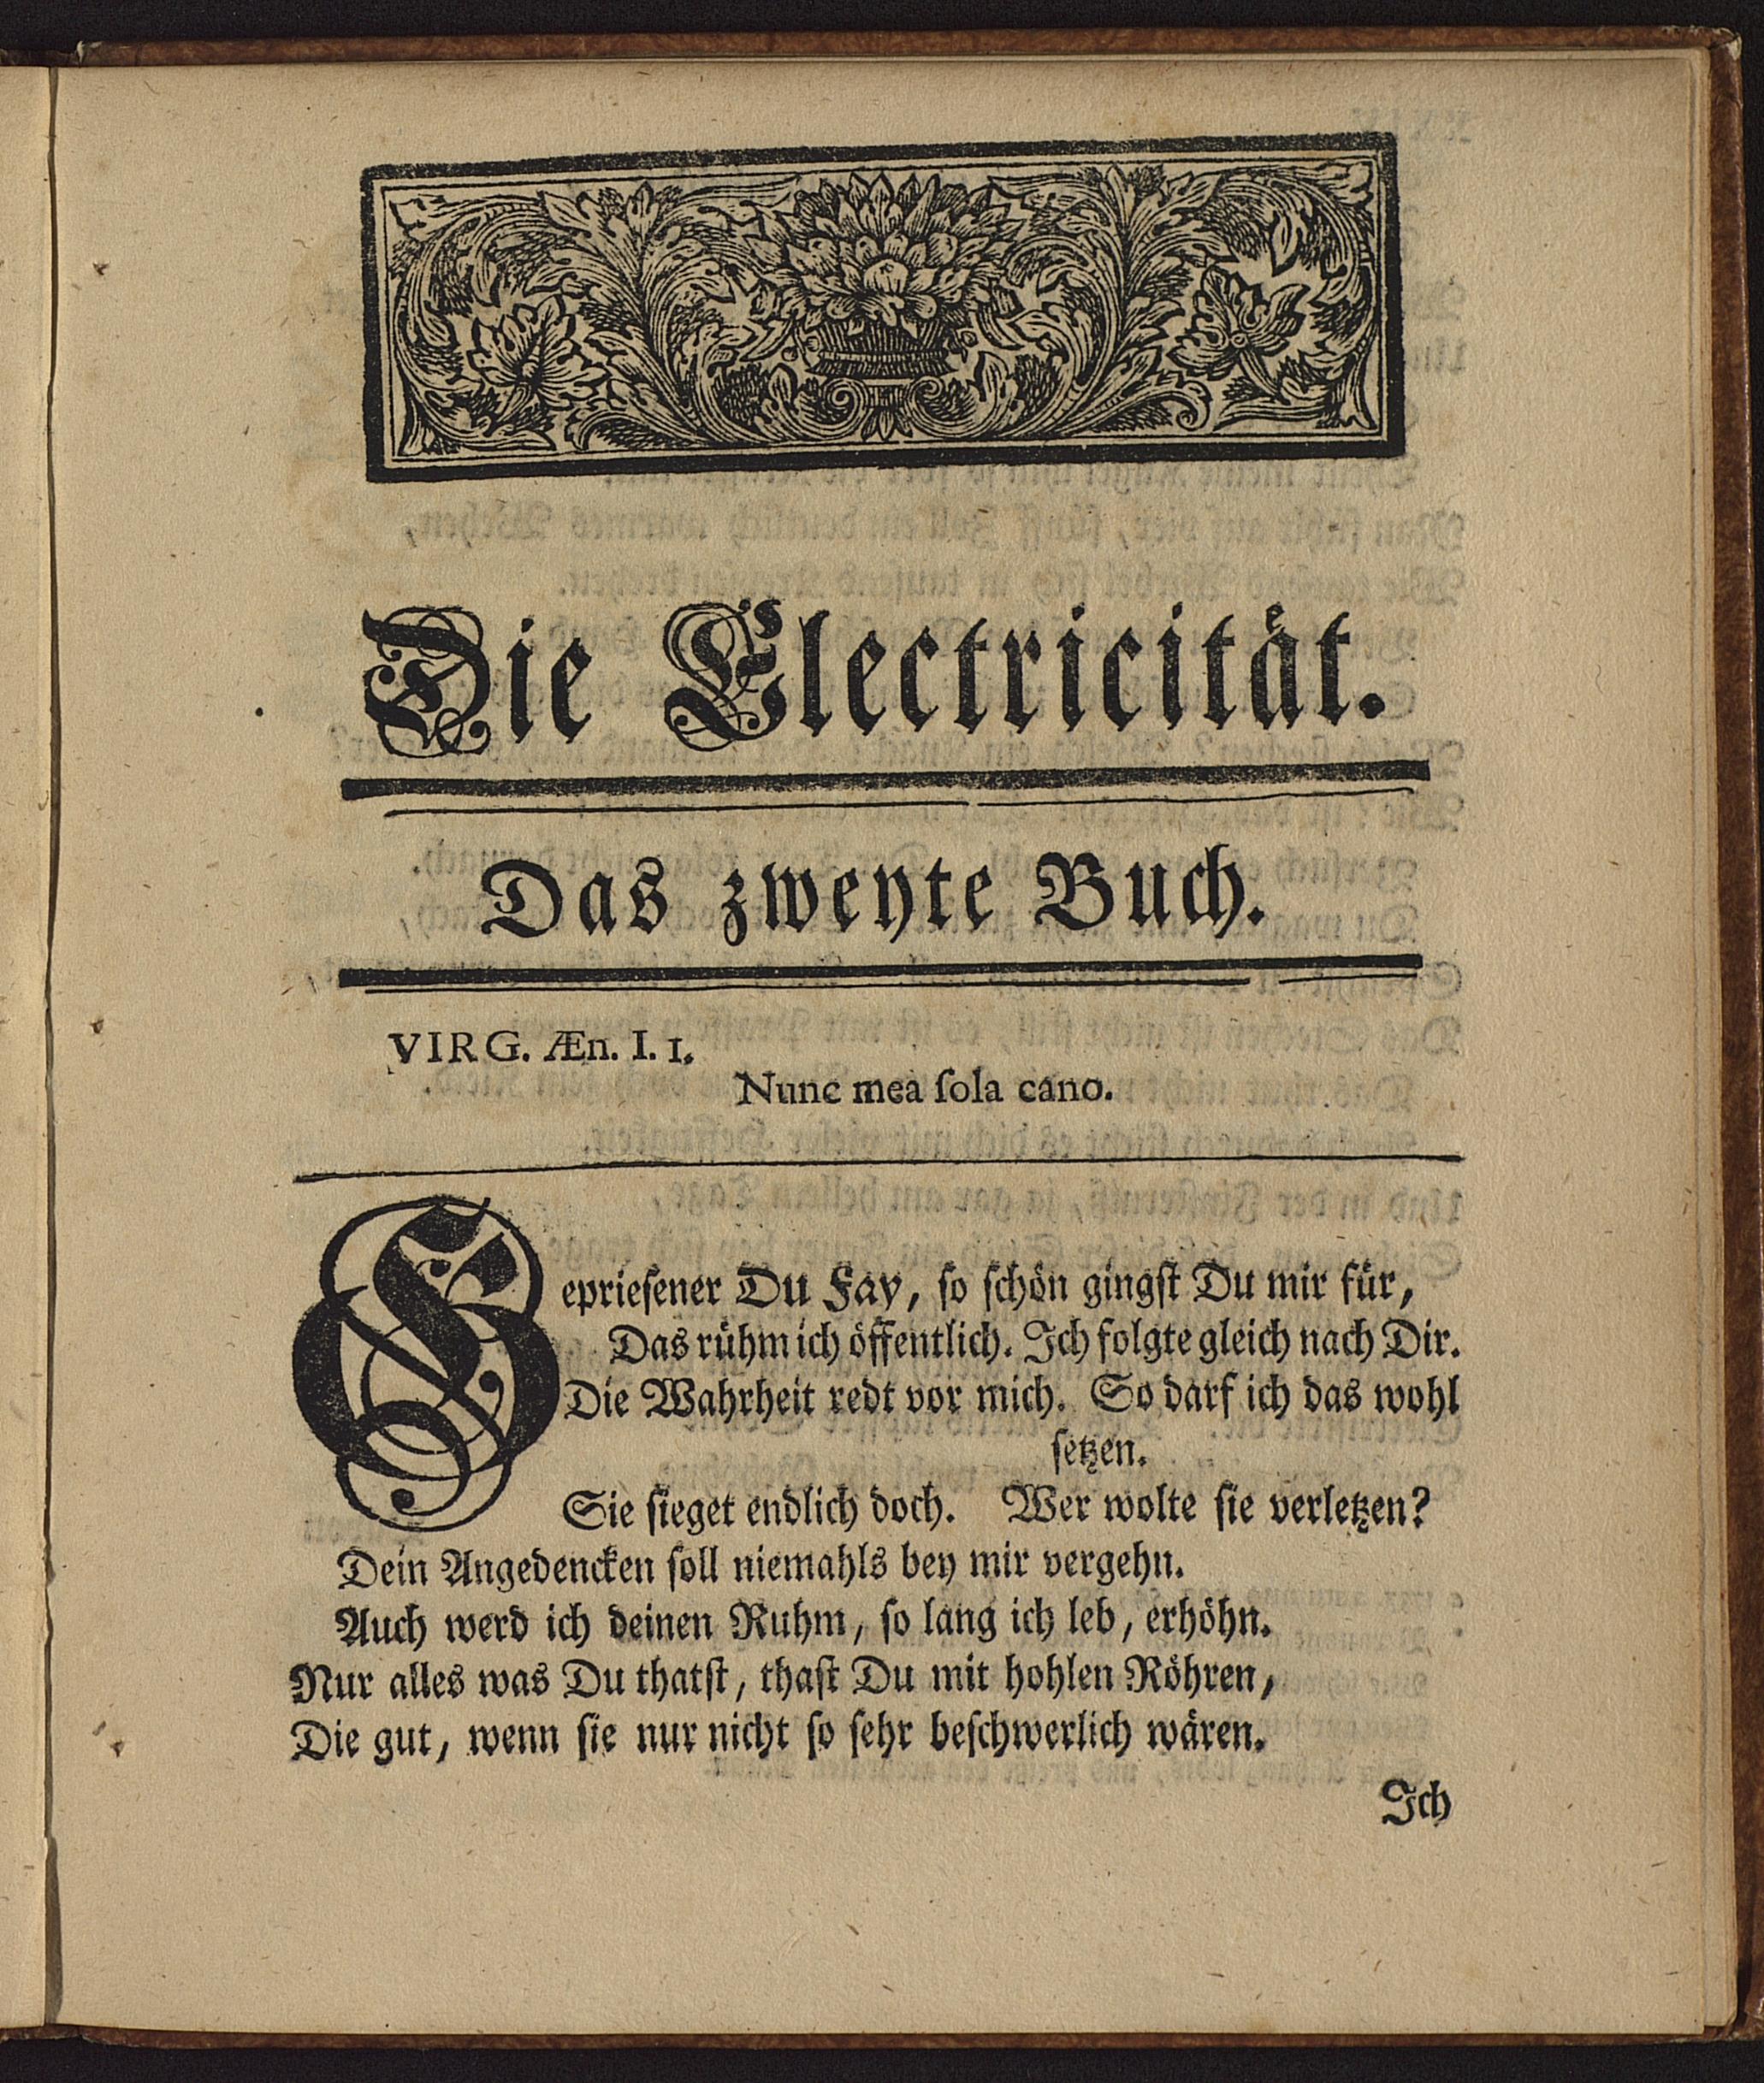 Die Electricität.
Das zweyte Buch.
VIRG. Æn. I. 1.
Nunc mea ſola cano.
Geprieſener Du Fay, ſo ſchön gingſt Du mir für,
Das rühm ich öffentlich. Ich folgte gleich nach Dir.
Die Wahrheit redt vor mich. So darf ich das wohl
ſetzen.
Sie ſieget endlich doch. Wer wolte ſie verletzen?
Dein Angedencken ſoll niemahls bey mir vergehn.
Auch werd ich deinen Ruhm, ſo lang ich leb, erhöhn.
Nur alles was Du thatſt, thaſt Du mit hohlen Röhren,
Die gut, wenn ſie nur nicht ſo ſehr beſchwerlich wären.
Ich